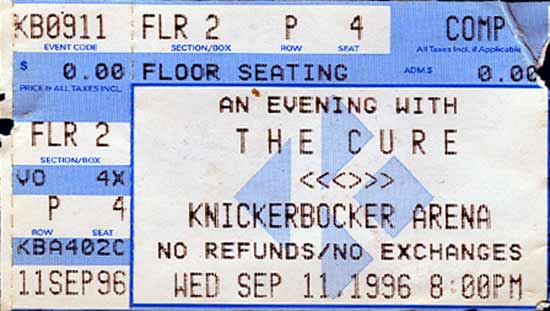 KB0911 FLR 2 P 4 COMP
EVENT CODE SECTION/BOX ROW SEAT All Taxes Incl. if Applicable
$ 0.00 FLOOR SEATING ADM.$ 0.00
PRICE & ALL TAXES INCL.
AN EVENING WITH
FLR 2 THE CURE
SECTION/BOX
VO 4X <<<>>>
P 4 KNICKERBOCKER ARENA
ROW SEAT
KBA402C NO REFUNDS/NO EXCHANGES
11SEP96 WED SEP 11,1996 8:00PM